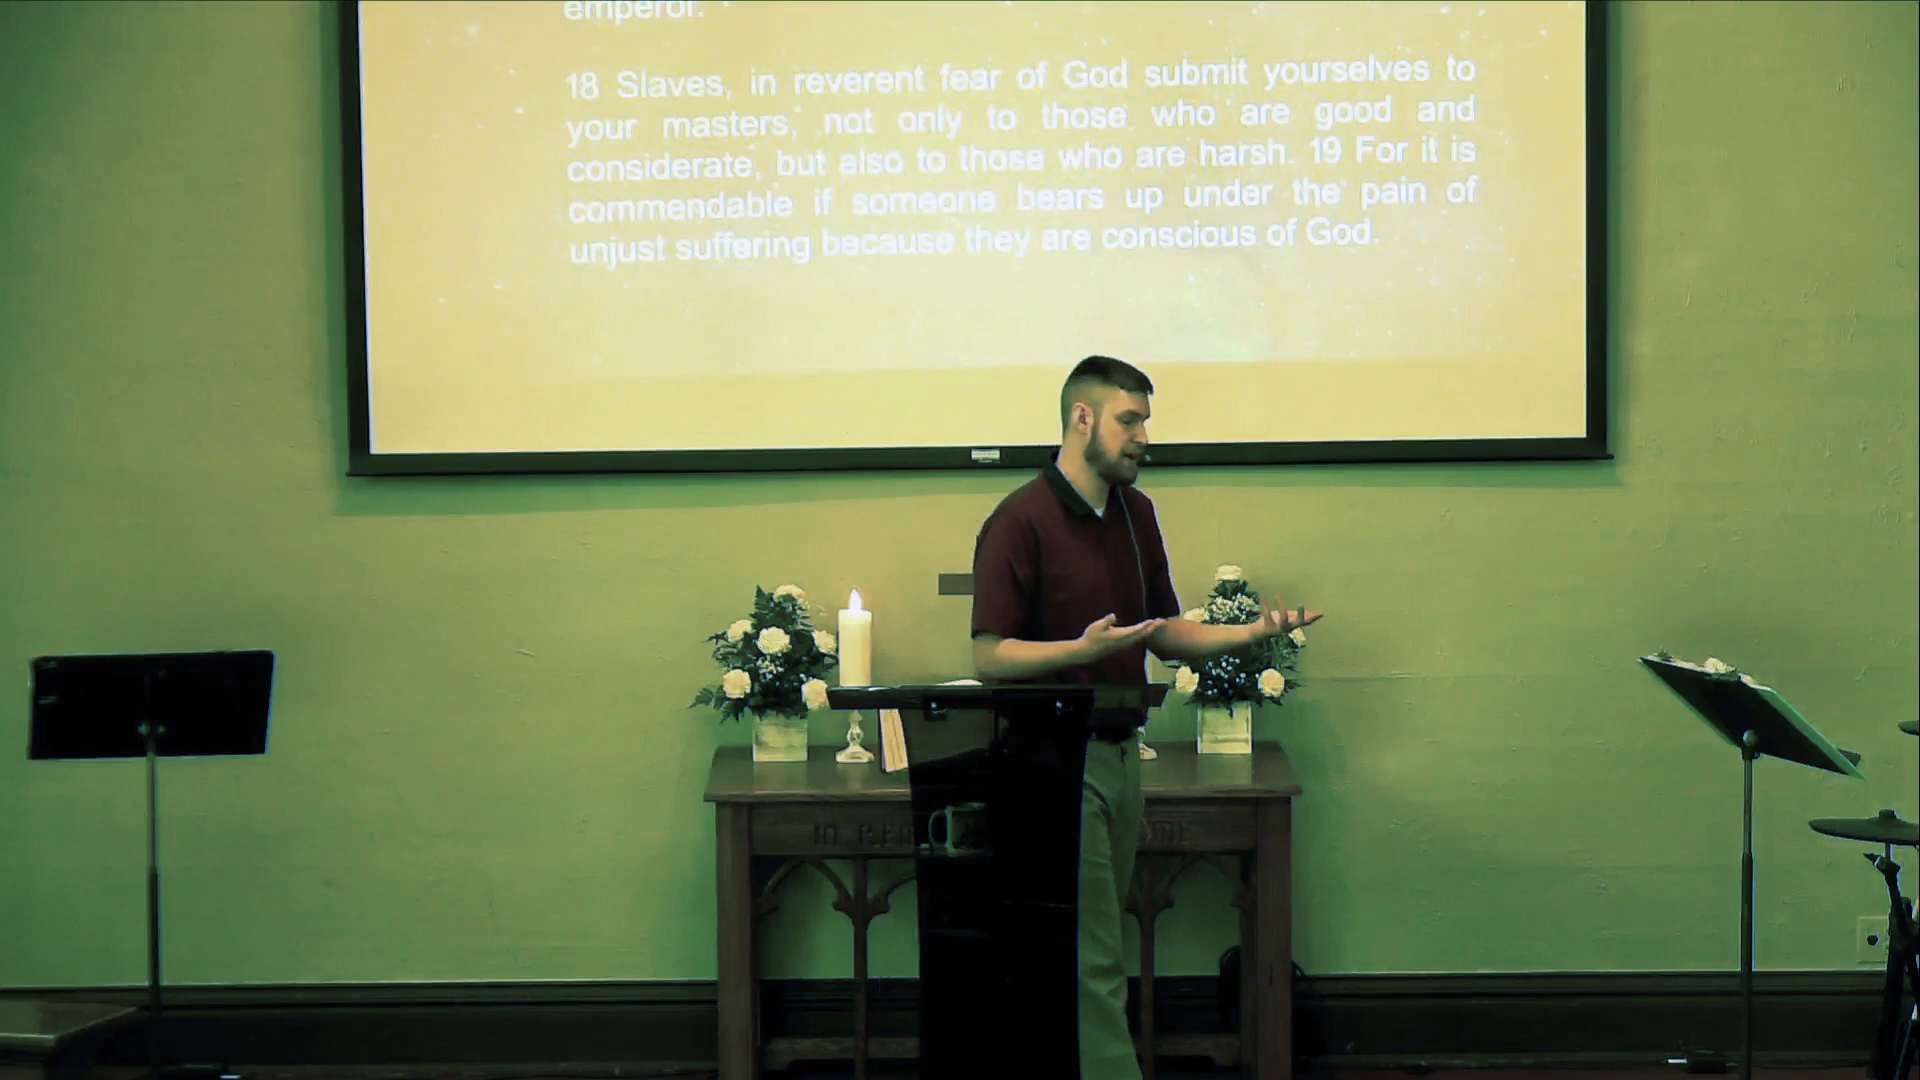 emperor.
18 Slaves, in reverent fear of God submit yourselves to
your masters, not only to those who are good and
considerate, but also to those who are harsh. 19 For it is
commendable if someone bears up under the pain of
unjust suffering because they are conscious of God.
IN